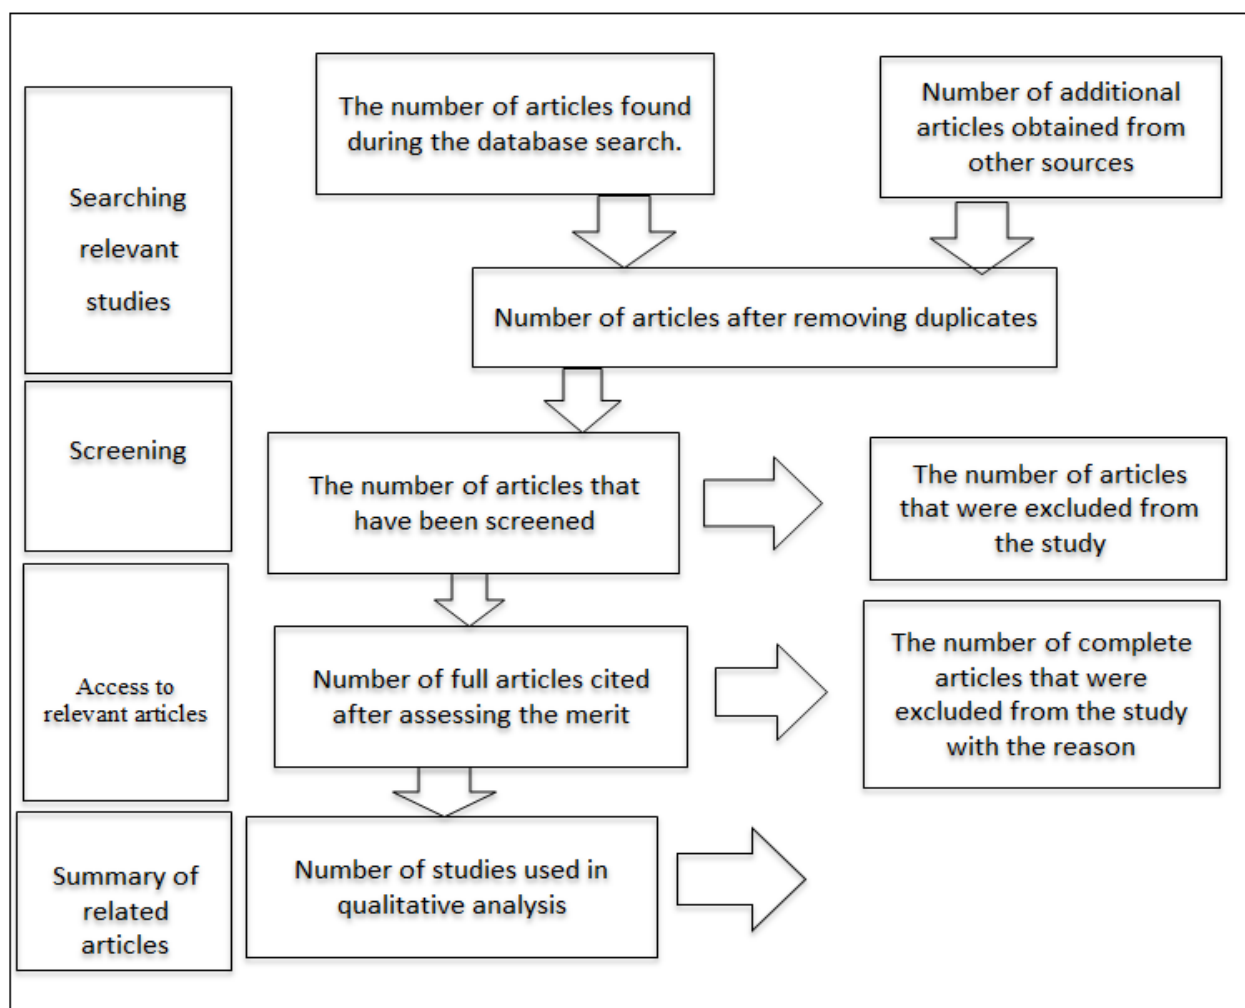 The number of articles found
during the database search.
Number of additional
articles obtained from
other sources
Searching
relevant
studies
Number of articles after removing duplicates
Screening
The number of articles that
have been screened
The number of articles
that were excluded from
the study
Access to
relevant articles
Number of full articles cited
after assessing the merit
The number of complete
articles that were
excluded from the study
with the reason
Summary of
related
articles
Number of studies used in
qualitative analysis